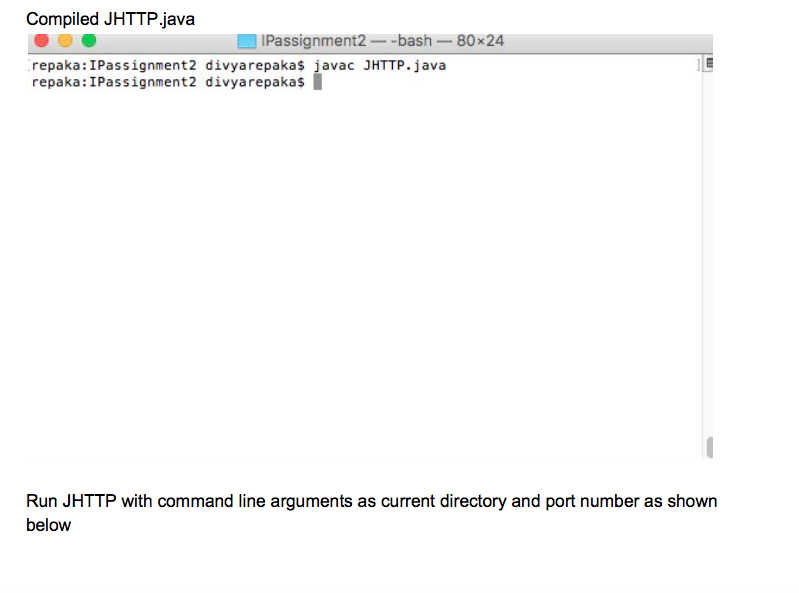 Compiled JHTTP.java
IPassignment2 — -bash — 80×24
[repaka:IPassignment2 divyarepaka$ javac JHTTP.java ]
repaka:IPassignment2 divyarepaka$
Run JHTTP with command line arguments as current directory and port number as shown
below